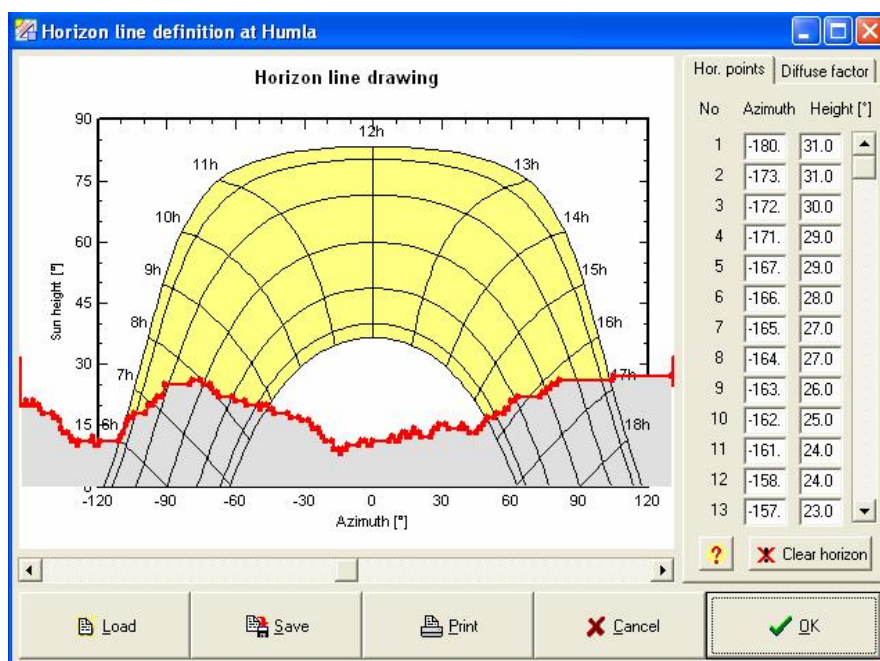 Horizon line definition at Humla
Horizon line drawing
90
75
60
45
30
15
0
Sun height [°]
12h
11h
13h
10h
14h
9h
15h
8h
16h
7h
17h
6h
18h
-120 -90 -60 -30 0 30 60 90 120
Azimuth [°]
Hor. points Diffuse factor
No Azimuth Height [°]
1 -180. 31.0
2 -173. 31.0
3 -172. 30.0
4 -171. 29.0
5 -167. 29.0
6 -166. 28.0
7 -165. 27.0
8 -164. 27.0
9 -163. 26.0
10 -162. 25.0
11 -161. 24.0
12 -158. 24.0
13 -157. 23.0
? Clear horizon
Load Save Print Cancel OK